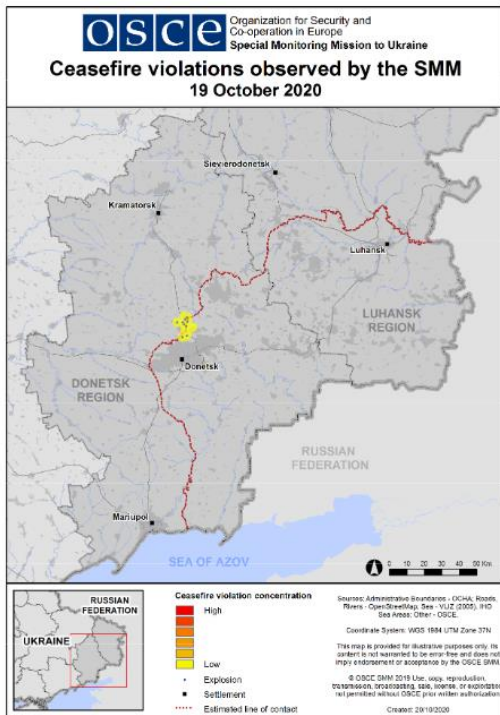 osce Organization for Security and
Co-operation in Europe
Special Monitoring Mission to Ukraine
Ceasefire violations observed by the SMM
19 October 2020
Sievierodonetsk
Kramatorsk
Luhansk
LUHANSK
REGION
Donetsk
DONETSK
REGION
RUSSIAN
FEDERATION
Mariupol
SEA OF AZOV
0 10 20 30 40 50 Km
RUSSIAN
FEDERATION
UKRAINE
Ceasefire violation concentration
High
Low
Explosion
Settlement
Estimated line of contact
Sources: Administrative Boundaries - OCHA; Roads,
Rivers - OpenStreetMap; Sea - VLIZ (2005). IHO
Sea Areas; Other - OSCE.
Coordinate System: WGS 1984 UTM Zone 37N
This map is provided for illustrative purposes only. Its
content is not warranted to be error-free and does not
imply endorsement or acceptance by the OSCE SMM.
© OSCE SMM 2019 Use, copy, reproduction,
transmission, broadcasting, sale, license, or exploitation
not permitted without OSCE prior written authorization.
Created: 20/10/2020